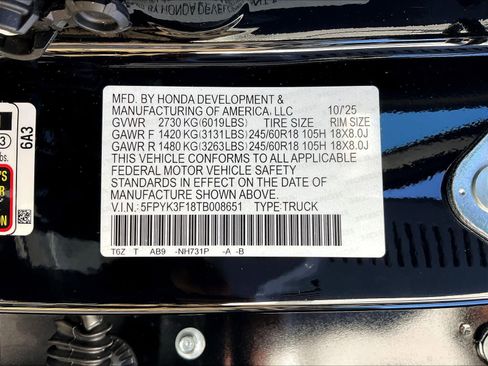 MFD. BY HONDA DEVELOPMENT &
MANUFACTURING OF AMERICA, LLC 10/25
GVWR 2730 KG(6019LBS) TIRE SIZE RIM SIZE
GAWR F 1420 KG(3131LBS) 245/60R18 105H 18X8.0J
GAWR R 1480 KG(3263LBS) 245/60R18 105H 18X8.0J
THIS VEHICLE CONFORMS TO ALL APPLICABLE
FEDERAL MOTOR VEHICLE SAFETY
STANDARDS IN EFFECT ON THE DATE OF
MANUFACTURE SHOWN ABOVE.
V.I.N.: 5FPYK3F18TB008651 TYPE:TRUCK
T6Z T AB9 -NH731P -A -B
6A3